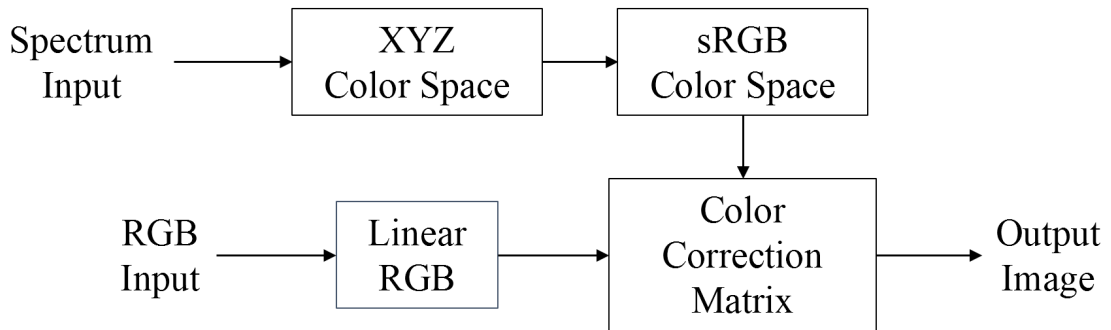 Spectrum
Input
XYZ
Color Space
sRGB
Color Space
RGB
Input
Linear
RGB
Color
Correction
Matrix
Output
Image